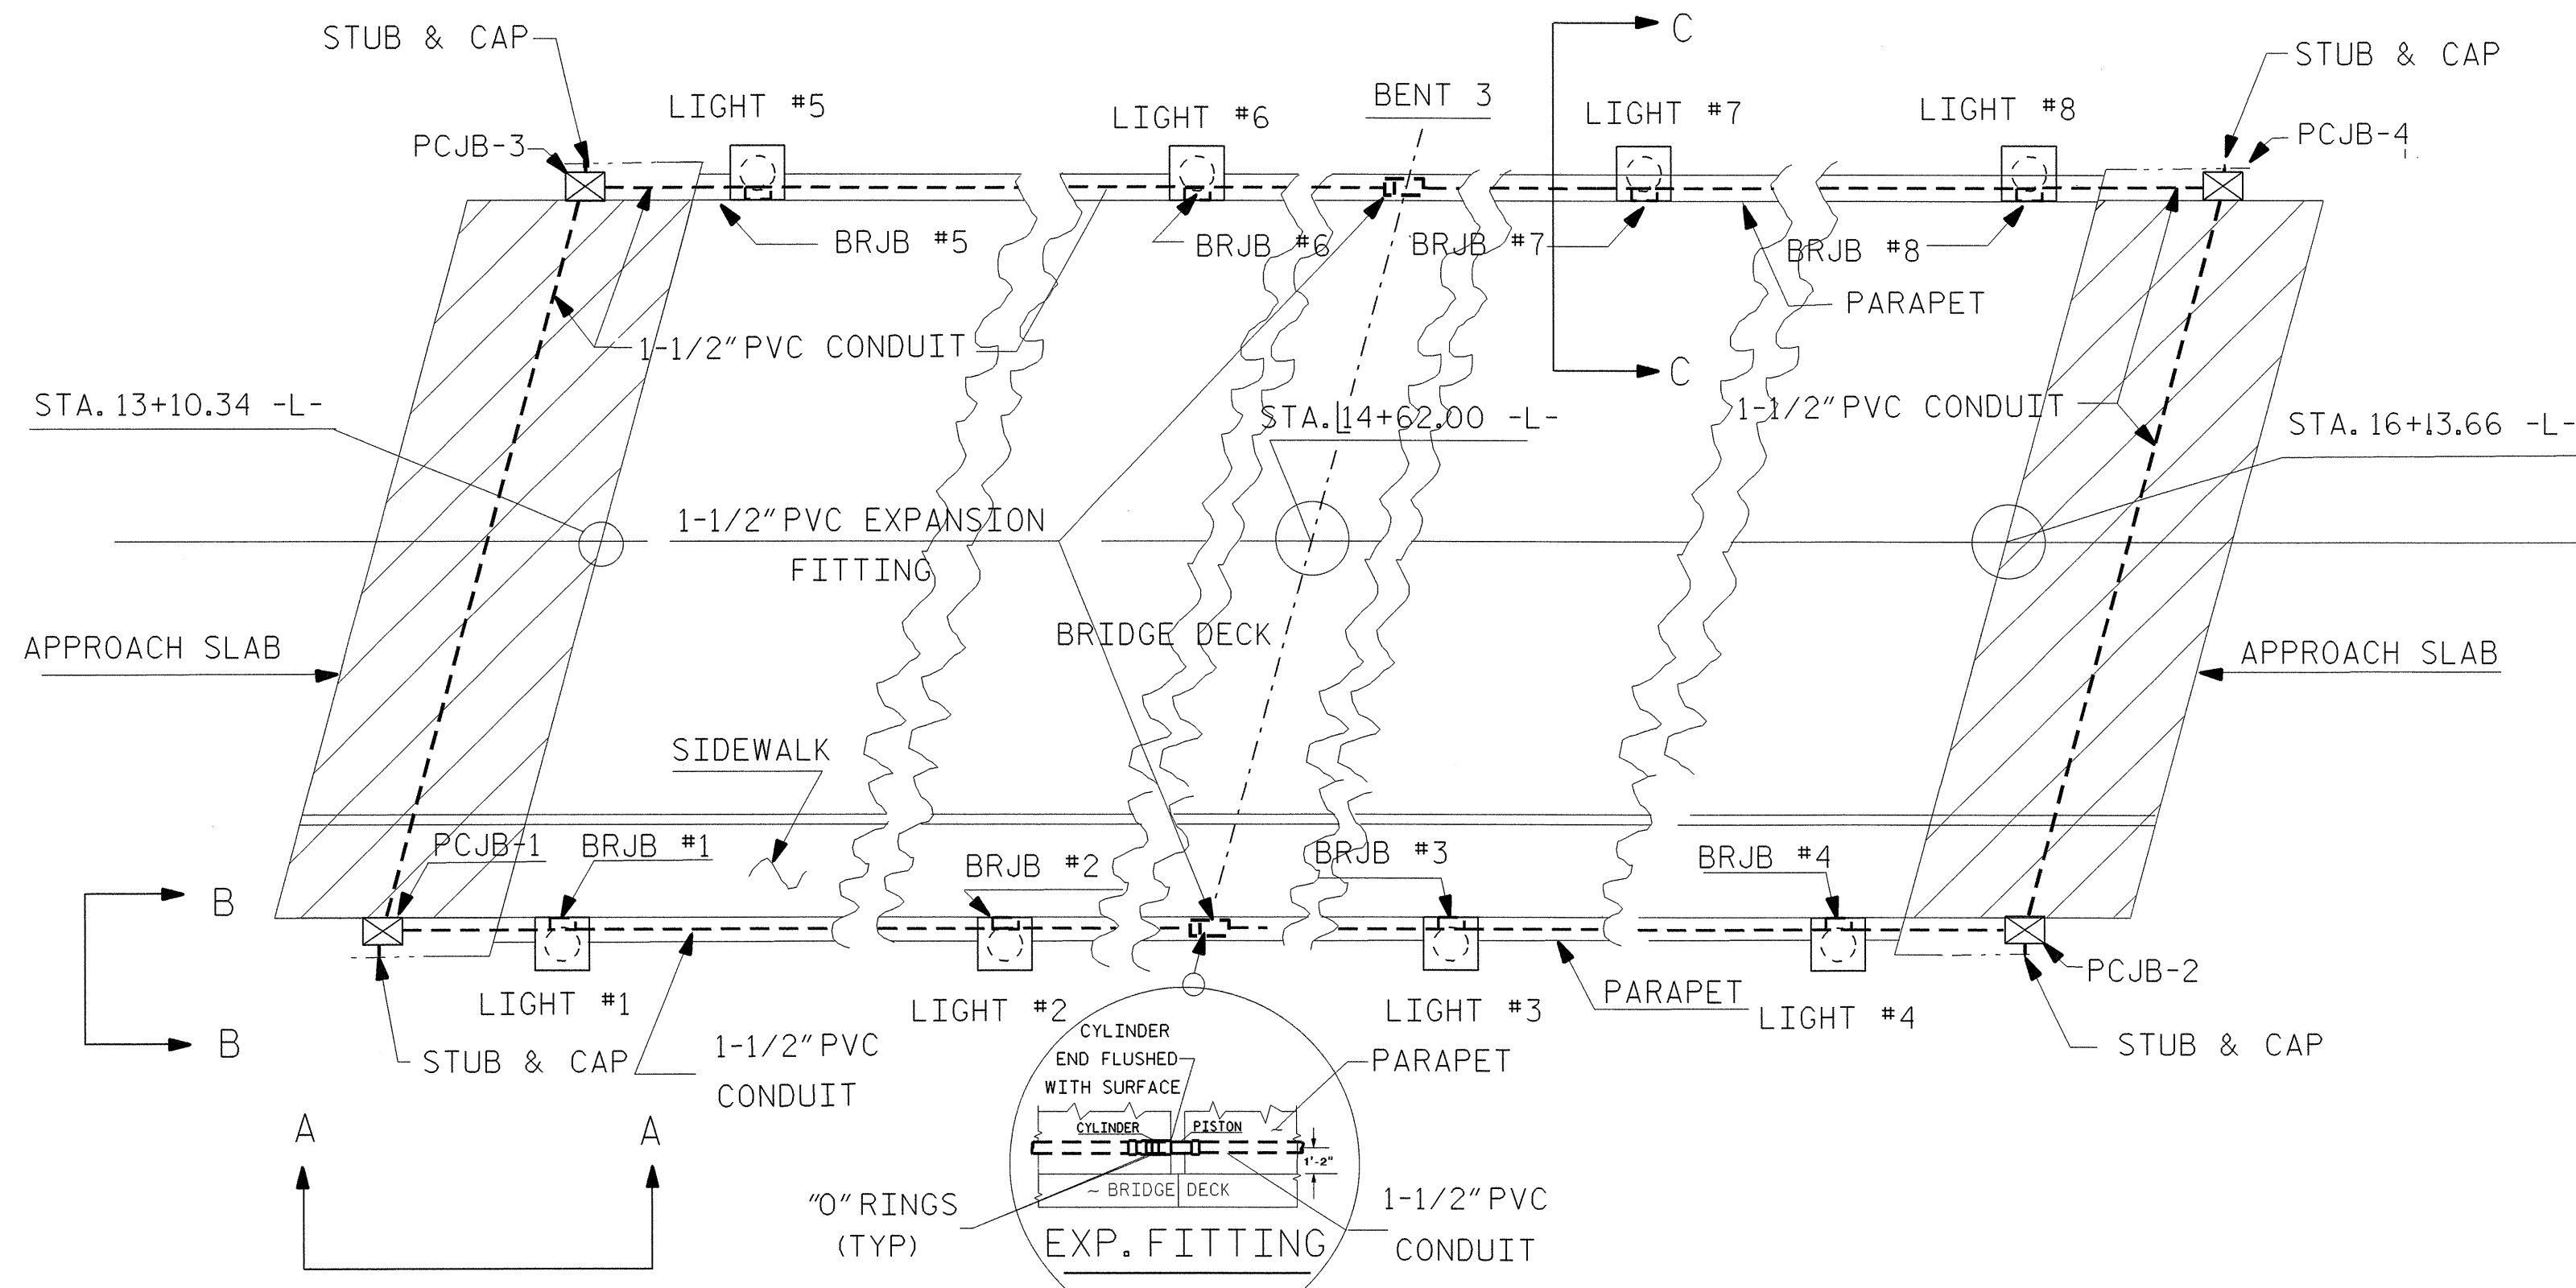 STUB & CAP
C
STUB & CAP
LIGHT #5
LIGHT #6
BENT 3
LIGHT #7
LIGHT #8
PCJB-3
PCJB-4
BRJB #5
BRJB #6
BRJB #7
BRJB #8
PARAPET
1-1/2" PVC CONDUIT
C
STA. 13+10.34 -L-
STA. 14+62.00 -L-
1-1/2" PVC CONDUIT
STA. 16+13.66 -L-
1-1/2" PVC EXPANSION
FITTING
BRIDGE DECK
APPROACH SLAB
APPROACH SLAB
SIDEWALK
PCJB-1
BRJB #1
BRJB #2
BRJB #3
BRJB #4
B
PCJB-2
LIGHT #1
LIGHT #2
LIGHT #3
PARAPET
LIGHT #4
B
STUB & CAP
1-1/2" PVC
CONDUIT
CYLINDER
END FLUSHED
WITH SURFACE
PARAPET
STUB & CAP
A
A
CYLINDER
PISTON
1'-2"
~ BRIDGE DECK
"O" RINGS
(TYP)
1-1/2" PVC
CONDUIT
EXP. FITTING